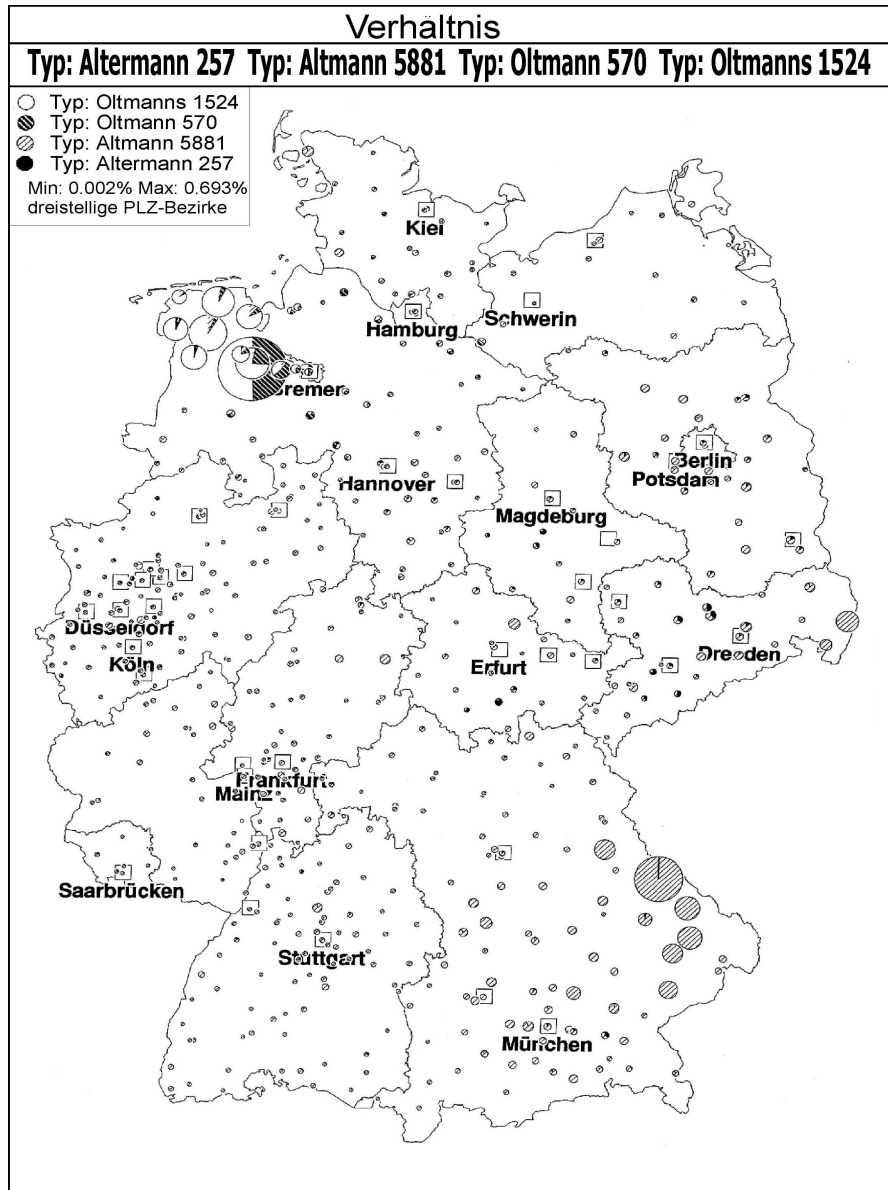 Verhältnis
Typ: Altermann 257 Typ: Altmann 5881 Typ: Oltmann 570 Typ: Oltmanns 1524
Typ: Oltmanns 1524
Typ: Oltmann 570
Typ: Altmann 5881
Typ: Altermann 257
Min: 0.002% Max: 0.693%
dreistellige PLZ-Bezirke
Kiel
Hamburg
Schwerin
Bremen
Hannover
Berlin
Potsdam
Magdeburg
Düsseldorf
Köln
Erfurt
Dresden
Frankfurt
Mainz
Saarbrücken
Stuttgart
München